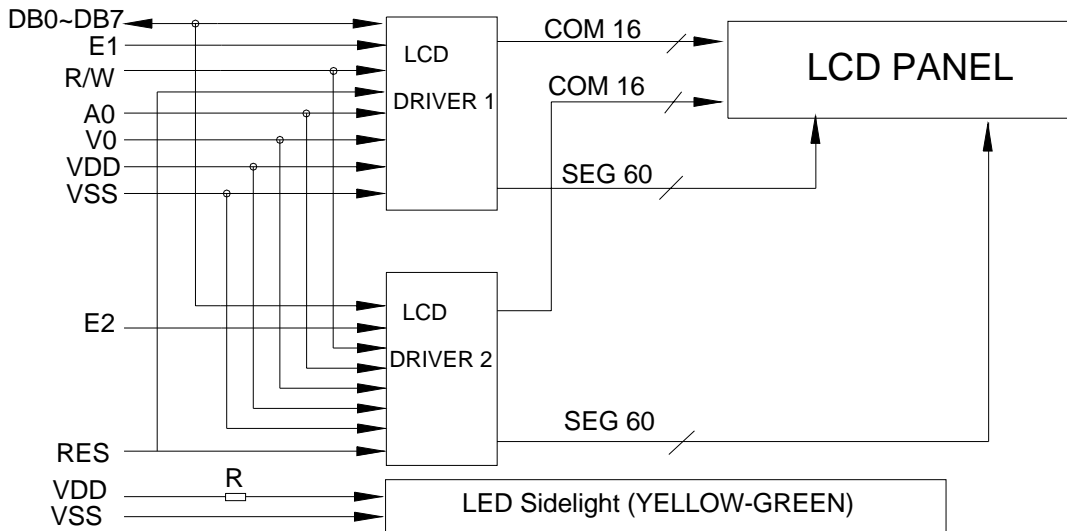 DB0~DB7
E1
R/W
A0
V0
VDD
VSS
LCD
DRIVER 1
COM 16
COM 16
SEG 60
LCD PANEL
E2
RES
LCD
DRIVER 2
SEG 60
VDD
VSS
R
LED Sidelight (YELLOW-GREEN)